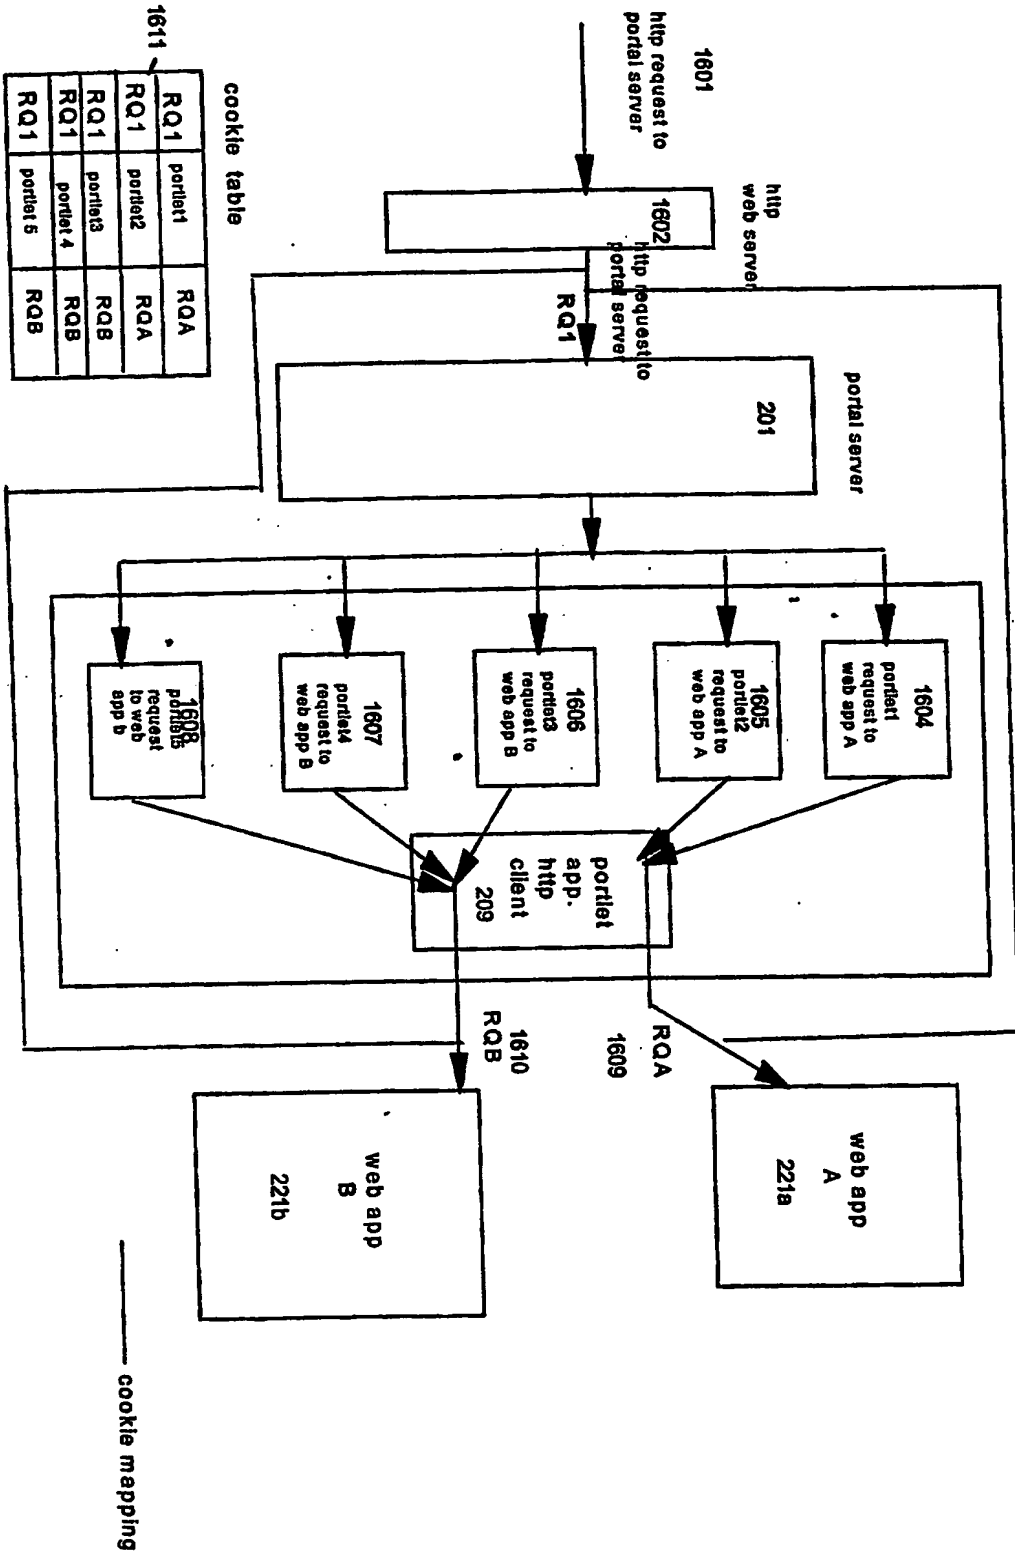 1601
http request to
portal server
http
web server
1602
http request to
portal server
RQ1
portal server
201
1604
portlet1
request to
web app A
1605
portlet2
request to
web app A
1606
portlet3
request to
web app B
1607
portlet4
request to
web app B
1608
portlet5
request
to web
app b
portlet
app.
http
client
209
RQA
1609
1610
RQB
web app
A
221a
web app
B
221b
cookie mapping
cookie table
1611
RQ1 portlet1 RQA
RQ1 portlet2 RQA
RQ1 portlet3 RQB
RQ1 portlet 4 RQB
RQ1 portlet 5 RQB